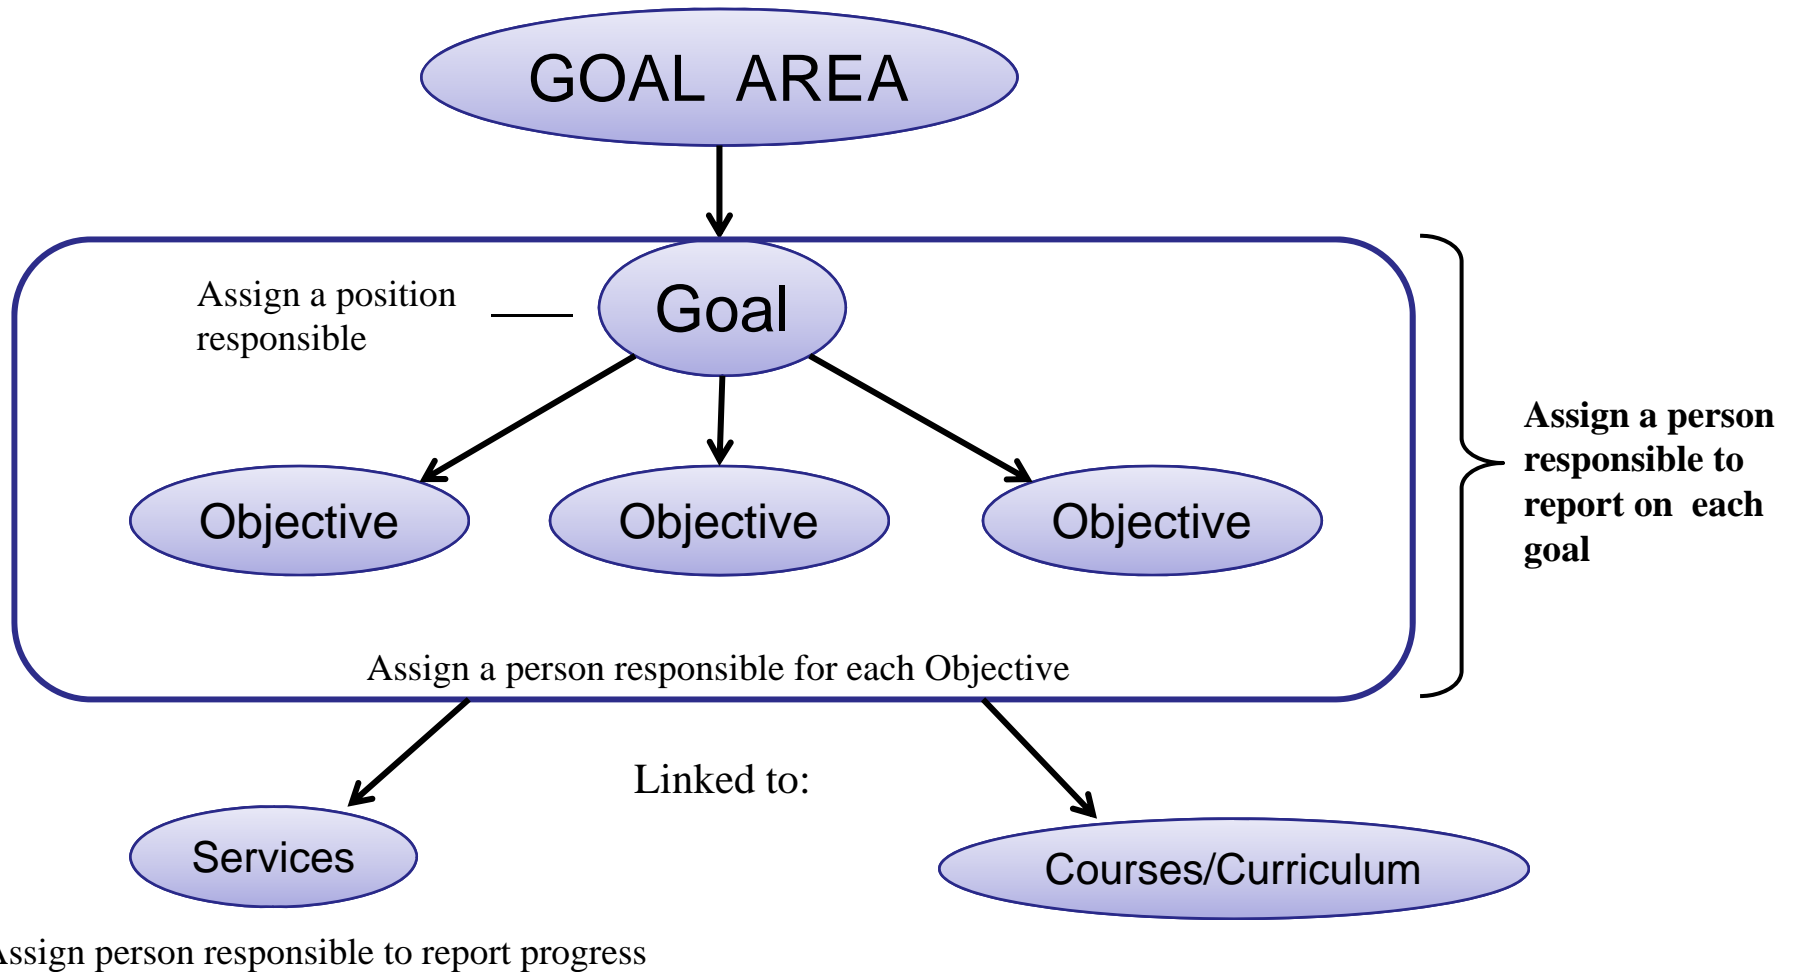 GOAL AREA
Assign a position
responsible
Goal
Objective
Objective
Objective
Assign a person
responsible to
report on each
goal
Assign a person responsible for each Objective
Linked to:
Services
Courses/Curriculum
Assign person responsible to report progress